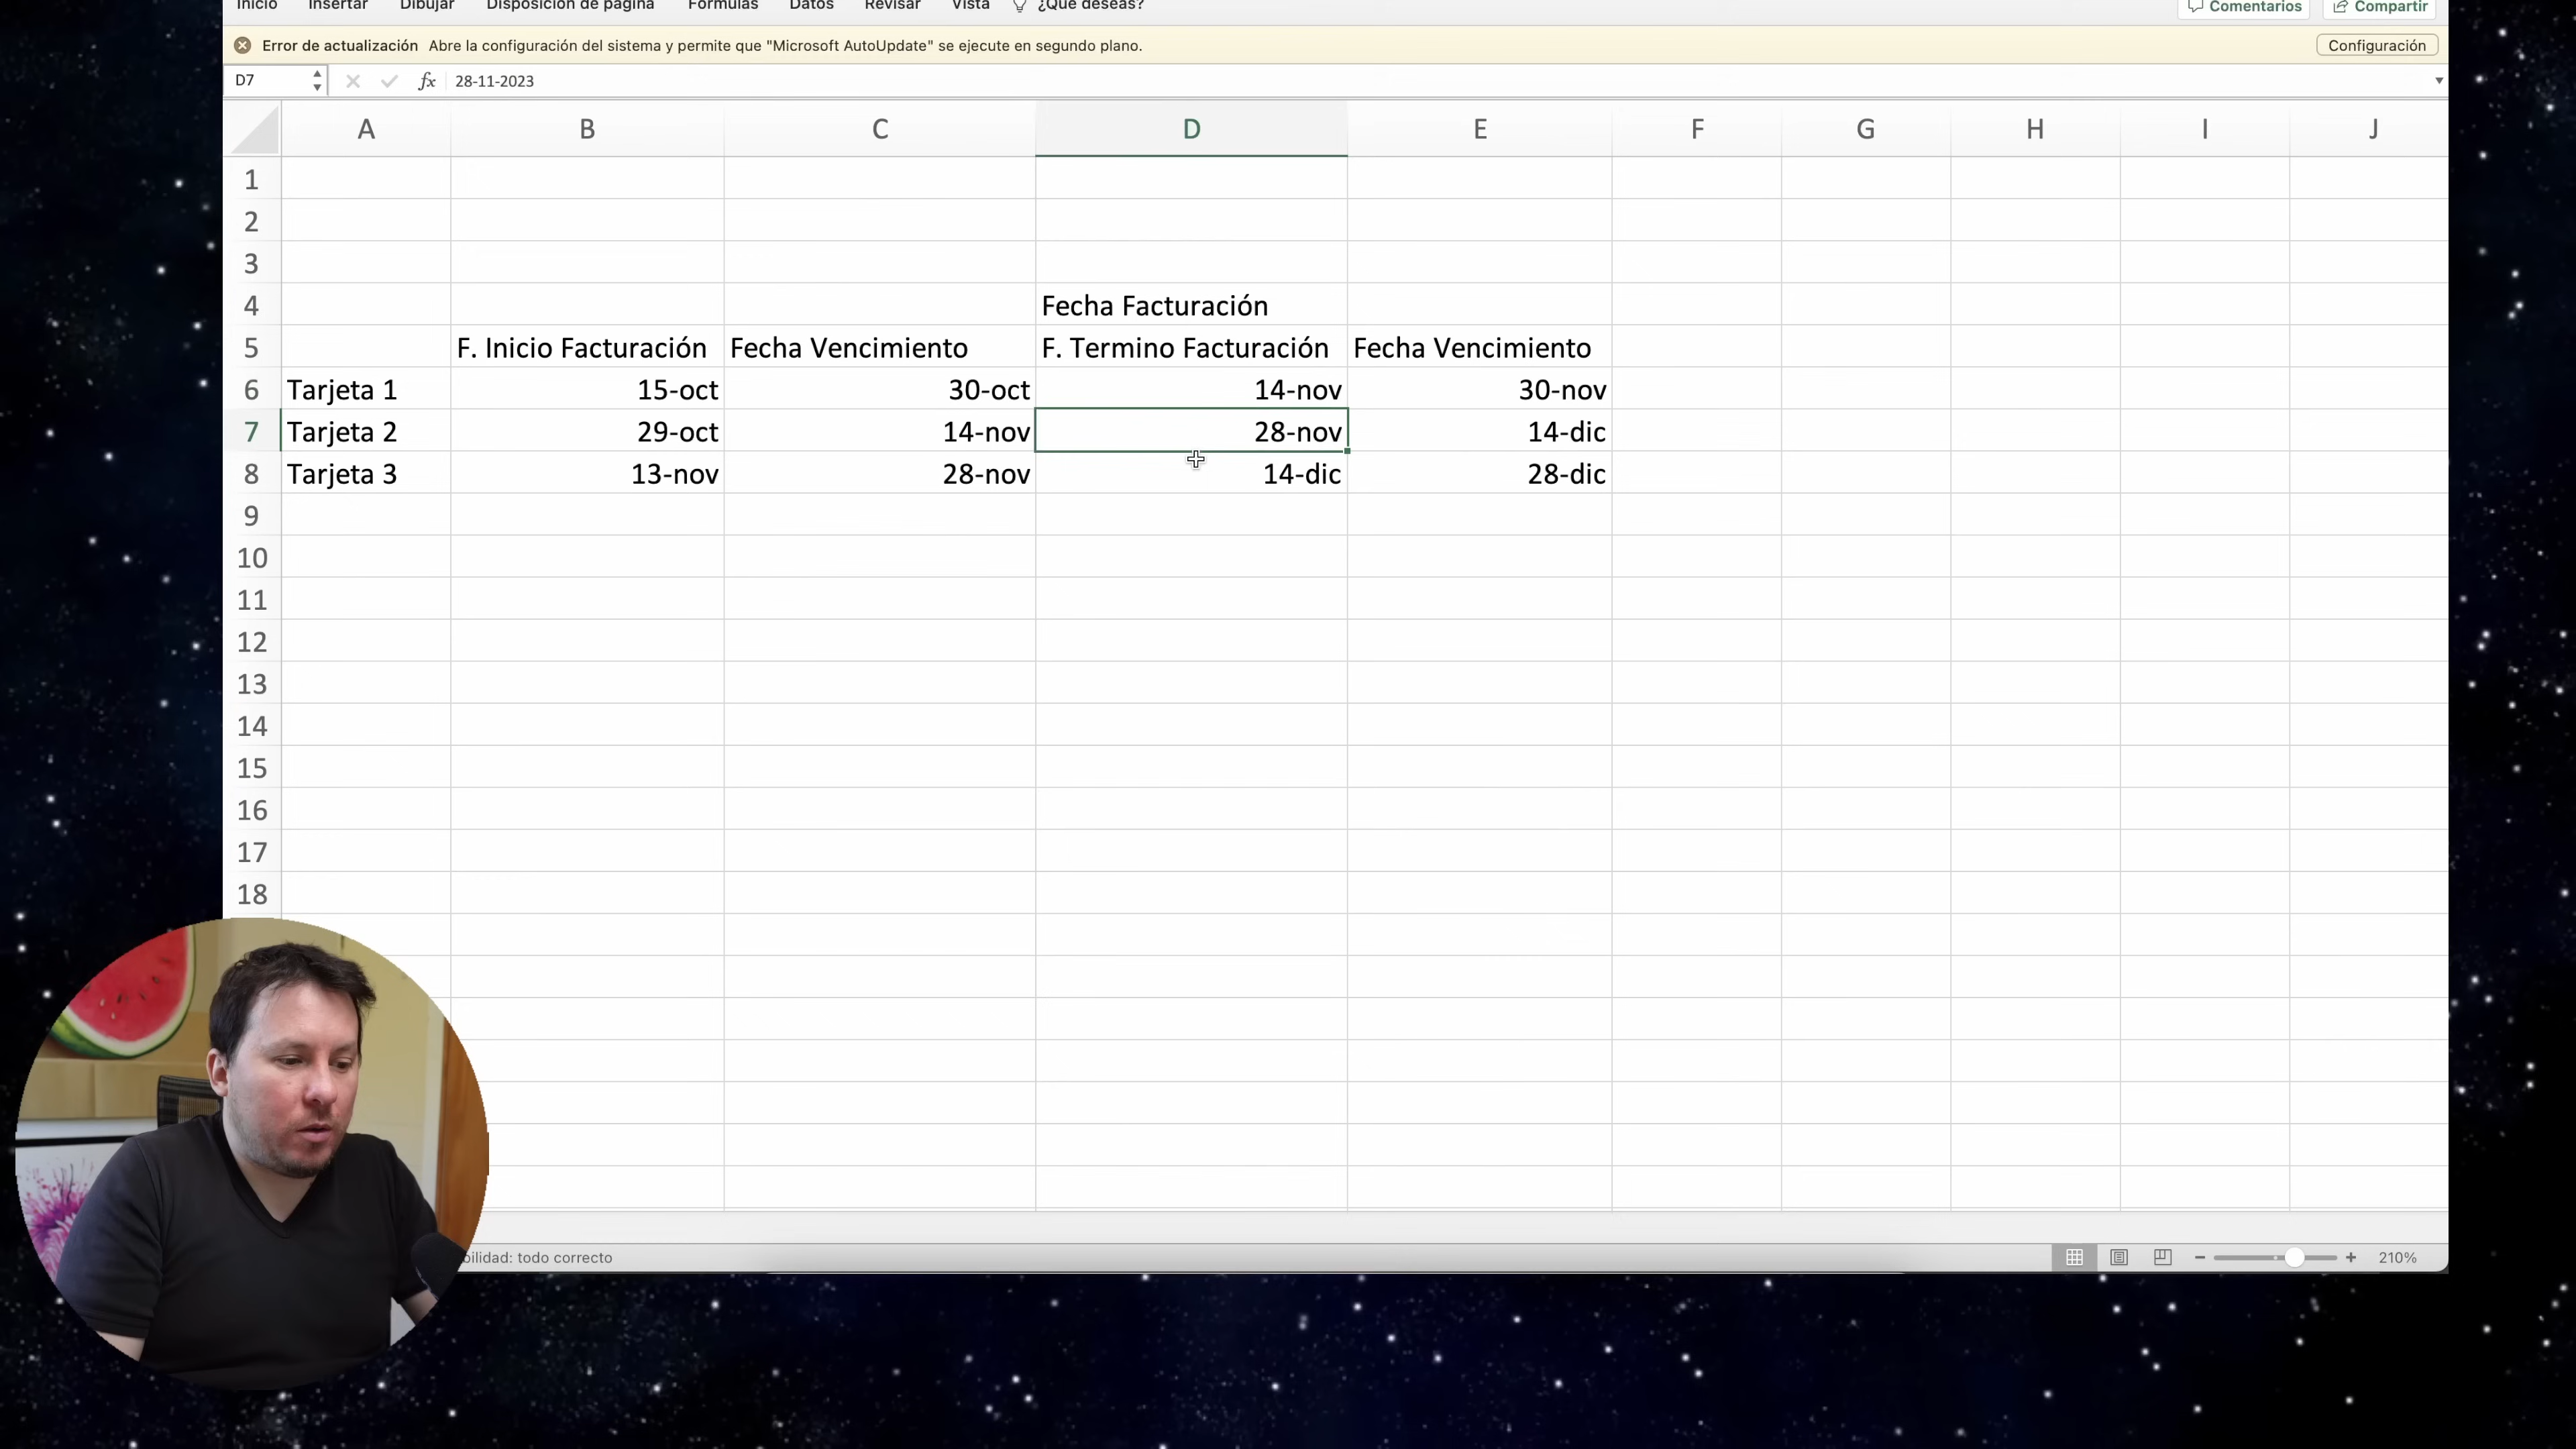 Inicio Insertar Dibujar Disposición de página Fórmulas Datos Revisar Vista ¿Qué deseas? Comentarios Compartir
Error de actualización Abre la configuración del sistema y permite que "Microsoft AutoUpdate" se ejecute en segundo plano. Configuración
D7 fx 28-11-2023
A B C D E F G H I J
1
2
3
4 Fecha Facturación
5 F. Inicio Facturación Fecha Vencimiento F. Termino Facturación Fecha Vencimiento
6 Tarjeta 1 15-oct 30-oct 14-nov 30-nov
7 Tarjeta 2 29-oct 14-nov 28-nov 14-dic
8 Tarjeta 3 13-nov 28-nov 14-dic 28-dic
9
10
11
12
13
14
15
16
17
18
bilidad: todo correcto 210%